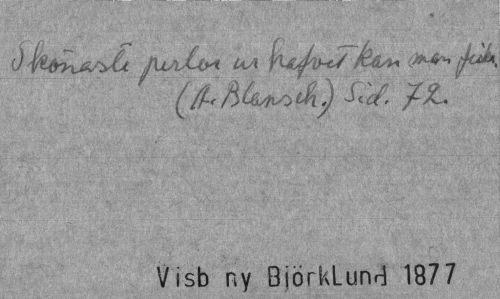 Skönaste perlor ur hafvet kan man fiska.
(A. Blansch.) Sid. 72.
Visb ny BjörkLund 1877